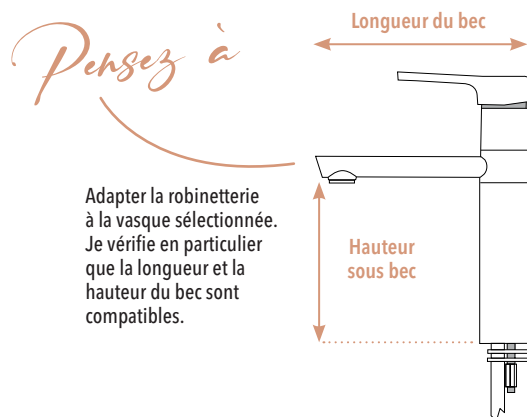 Longueur du bec
Pensez à
Adapter la robinetterie
à la vasque sélectionnée.
Je vérifie en particulier
que la longueur et la
hauteur du bec sont
compatibles.
Hauteur
sous bec